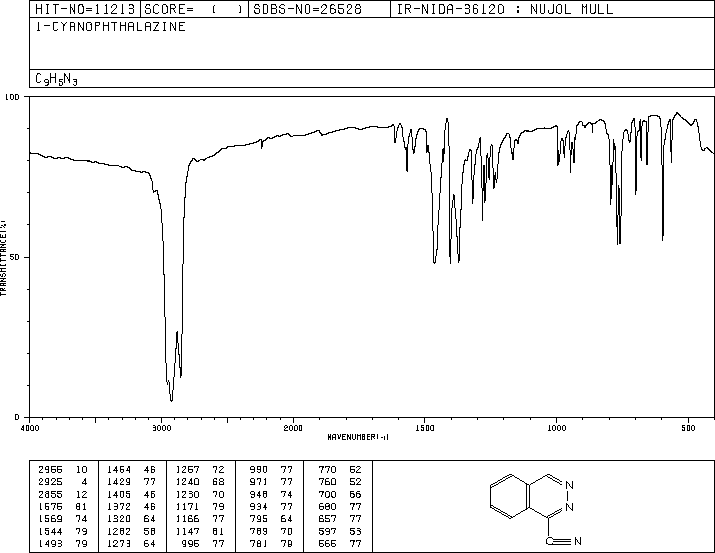 HIT-NO=11213 SCORE= ( ) SDBS-NO=26528 IR-NIDA-36120 : NUJOL MULL
1-CYANOPHTHALAZINE
C9H5N3
100
50
0
TRANSMITTANCE(%)
4000 3000 2000 1500 1000 500
WAVENUMBER(-1)
2956 10 1464 46 1267 72 990 77 770 52
2925 4 1429 77 1240 68 971 77 760 52
2855 12 1405 46 1230 70 948 74 700 66
1575 81 1372 46 1171 79 934 77 680 77
1569 74 1320 64 1166 77 795 64 657 77
1544 79 1282 58 1147 81 789 70 597 53
1493 79 1273 64 996 77 781 79 566 77
N
N
C N